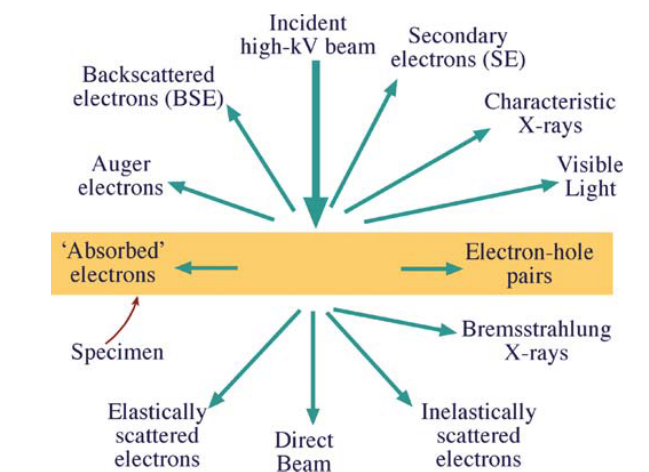 Incident
high-kV beam
Secondary
electrons (SE)
Backscattered
electrons (BSE)
Characteristic
X-rays
Auger
electrons
Visible
Light
‘Absorbed’
electrons
Electron-hole
pairs
Specimen
Bremsstrahlung
X-rays
Elastically
scattered
electrons
Direct
Beam
Inelastically
scattered
electrons